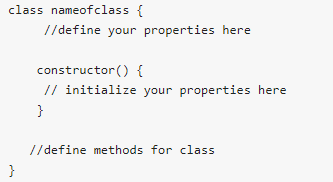 class nameofclass {
//define your properties here
constructor() {
// initialize your properties here
}
//define methods for class
}